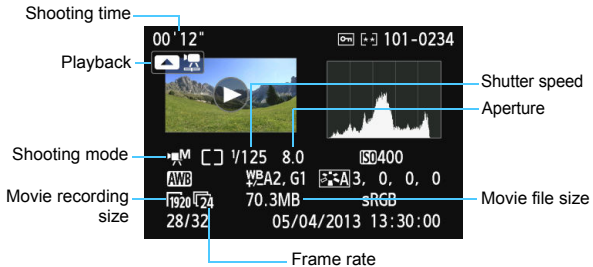 Shooting time
00'12" 101-0234
Playback
Shutter speed
Aperture
Shooting mode
M 1/125 8.0 ISO400
AWB WB+/-A2, G1 A3, 0, 0, 0
Movie recording size
1920 24 70.3MB sRGB
Movie file size
28/32 05/04/2013 13:30:00
Frame rate